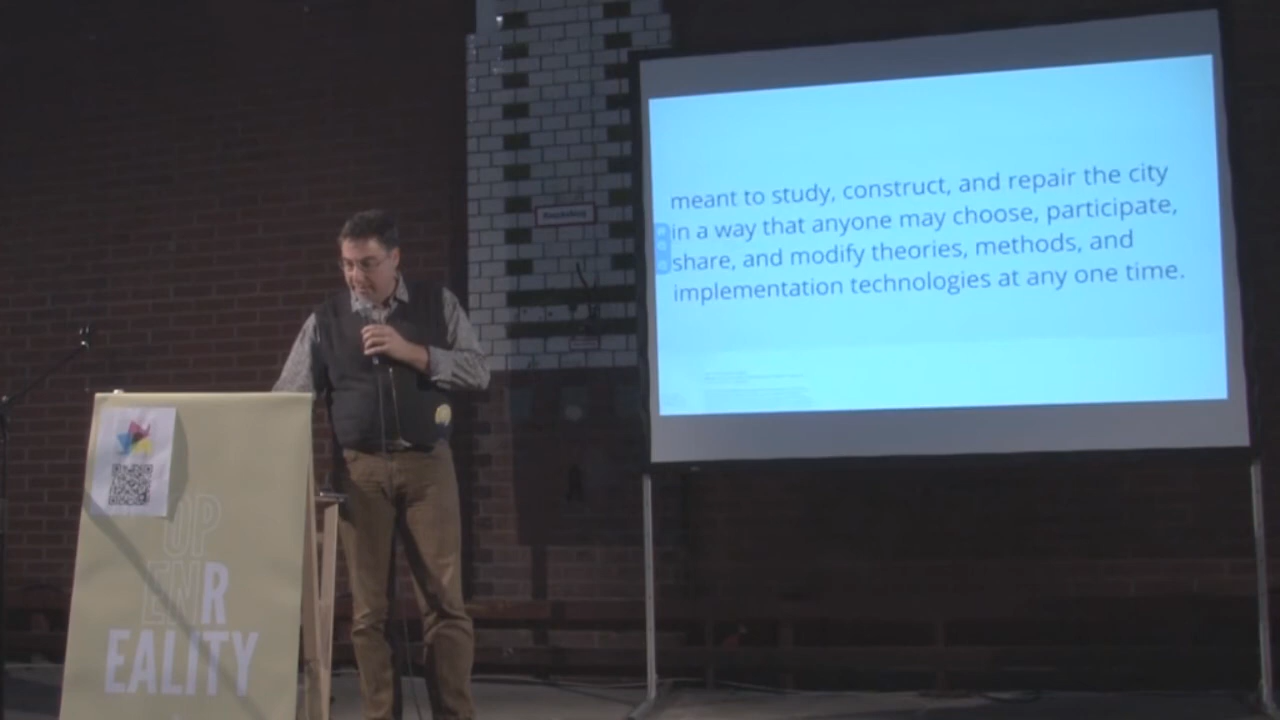 meant to study, construct, and repair the city
in a way that anyone may choose, participate,
share, and modify theories, methods, and
implementation technologies at any one time.
OP
ENR
EALITY